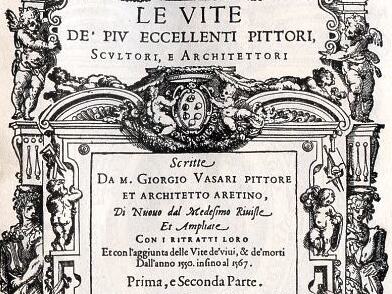 LE VITE
DE' PIV ECCELLENTI PITTORI,
SCVLTORI, E ARCHITETTORI
Scritte
DA M. GIORGIO VASARI PITTORE
ET ARCHITETTO ARETINO,
Di Nuouo dal Medesimo Riuiste
Et Ampliate
CON I RITRATTI LORO
Et con l'aggiunta delle Vite de' viui, & de' morti
Dall'anno 1550. infino al 1567.
Prima, e Seconda Parte.